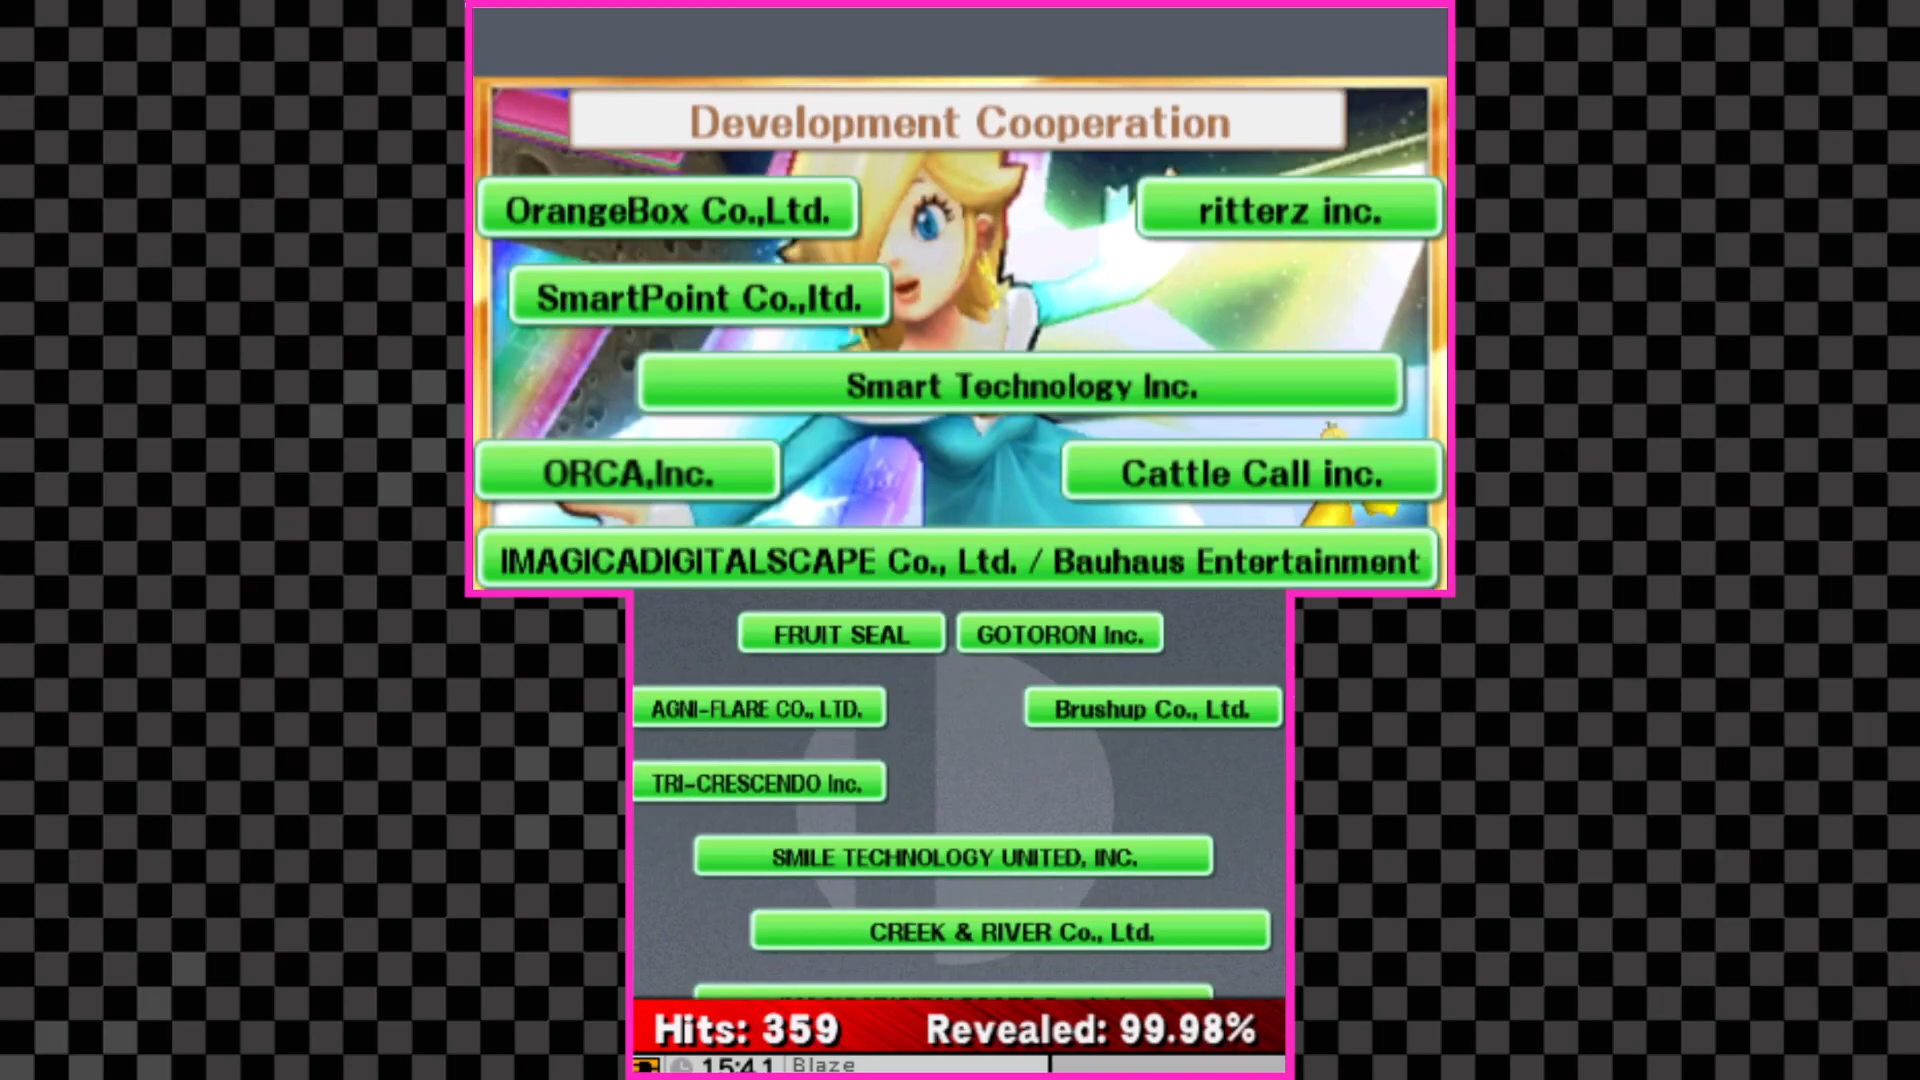 Development Cooperation
OrangeBox Co.,Ltd.
ritterz inc.
SmartPoint Co.,ltd.
Smart Technology Inc.
ORCA,Inc.
Cattle Call inc.
IMAGICADIGITALSCAPE Co., Ltd. / Bauhaus Entertainment
FRUIT SEAL
GOTORON Inc.
AGNI-FLARE CO., LTD.
Brushup Co., Ltd.
TRI-CRESCENDO Inc.
SMILE TECHNOLOGY UNITED, INC.
CREEK & RIVER Co., Ltd.
Hits: 359
Revealed: 99.98%
15:41
Blaze